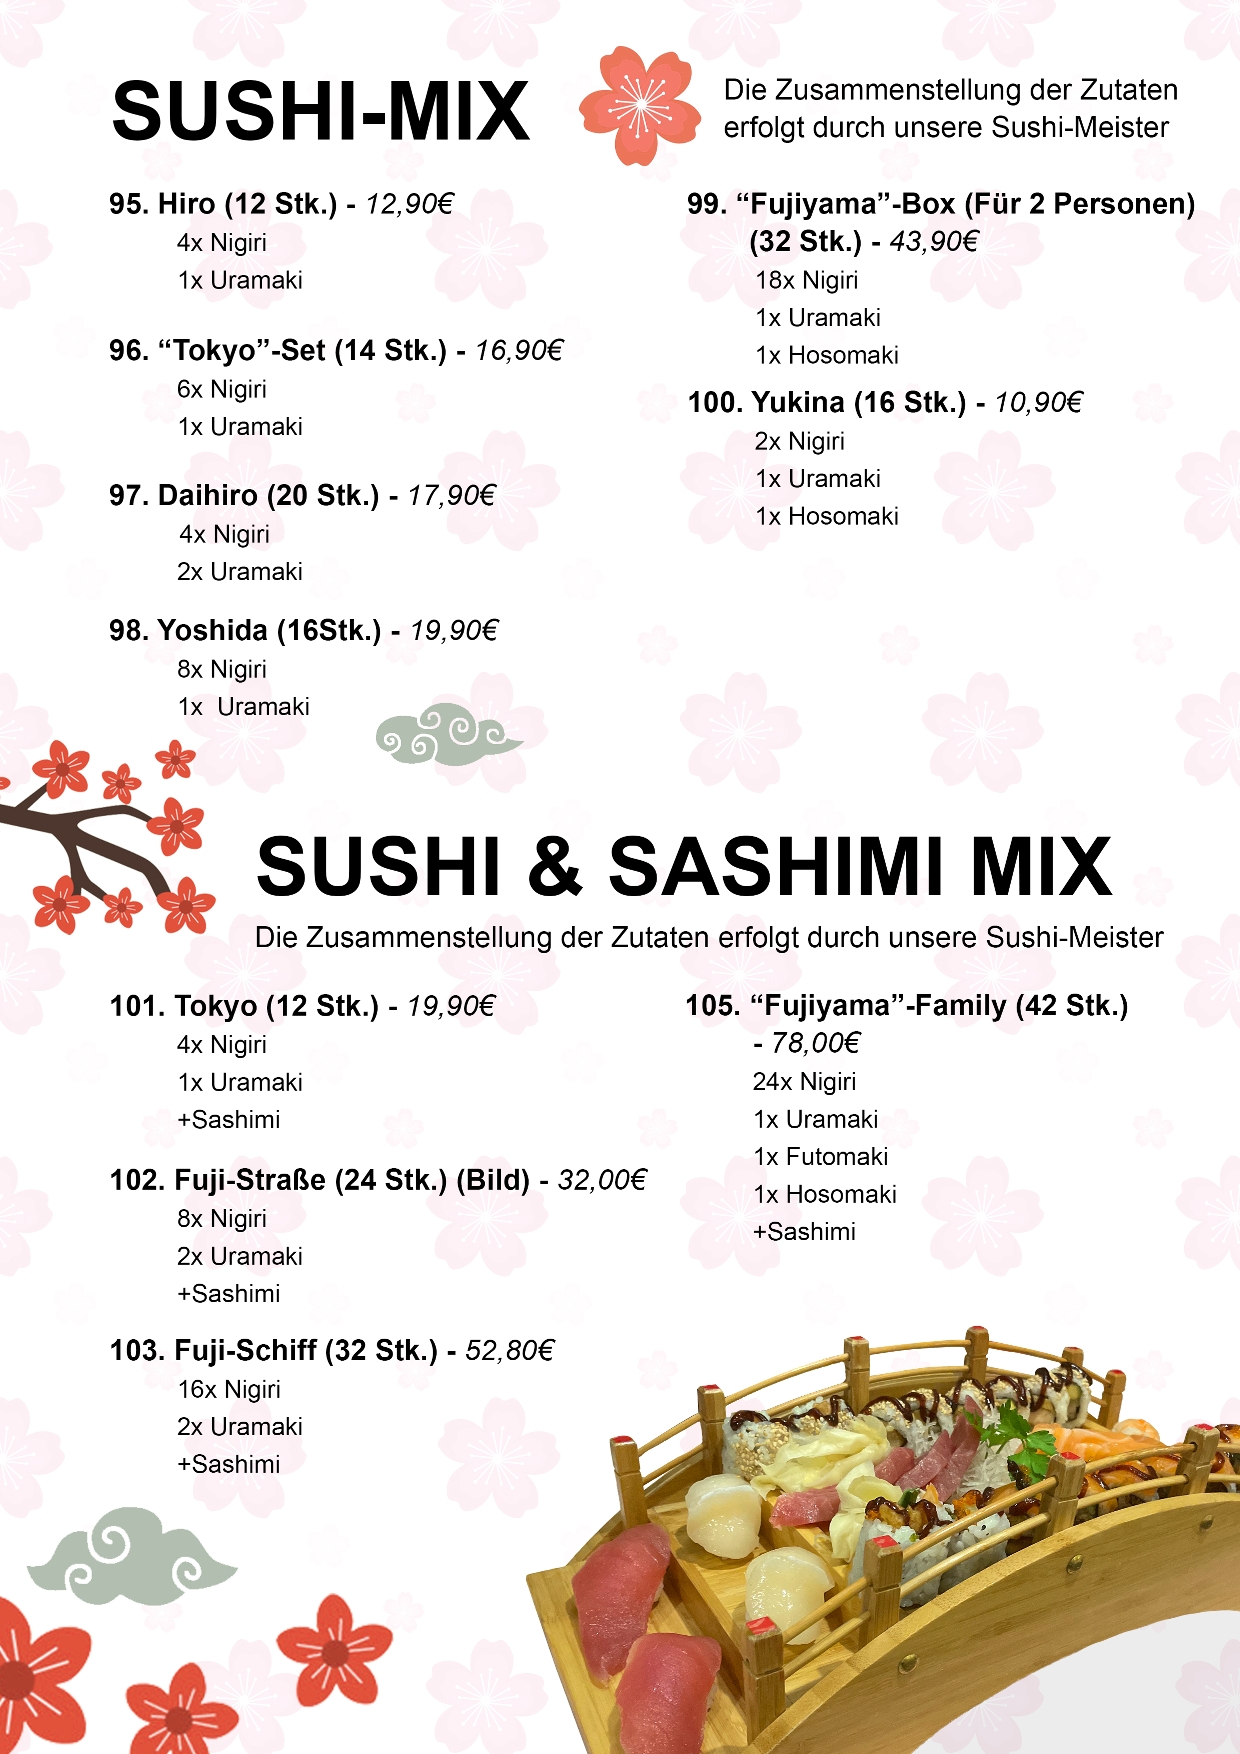 SUSHI-MIX
Die Zusammenstellung der Zutaten
erfolgt durch unsere Sushi-Meister
95. Hiro (12 Stk.) - 12,90€
4x Nigiri
1x Uramaki
96. “Tokyo”-Set (14 Stk.) - 16,90€
6x Nigiri
1x Uramaki
97. Daihiro (20 Stk.) - 17,90€
4x Nigiri
2x Uramaki
98. Yoshida (16Stk.) - 19,90€
8x Nigiri
1x  Uramaki
99. “Fujiyama”-Box (Für 2 Personen)
(32 Stk.) - 43,90€
18x Nigiri
1x Uramaki
1x Hosomaki
100. Yukina (16 Stk.) - 10,90€
2x Nigiri
1x Uramaki
1x Hosomaki
SUSHI & SASHIMI MIX
Die Zusammenstellung der Zutaten erfolgt durch unsere Sushi-Meister
101. Tokyo (12 Stk.) - 19,90€
4x Nigiri
1x Uramaki
+Sashimi
102. Fuji-Straße (24 Stk.) (Bild) - 32,00€
8x Nigiri
2x Uramaki
+Sashimi
103. Fuji-Schiff (32 Stk.) - 52,80€
16x Nigiri
2x Uramaki
+Sashimi
105. “Fujiyama”-Family (42 Stk.)
- 78,00€
24x Nigiri
1x Uramaki
1x Futomaki
1x Hosomaki
+Sashimi